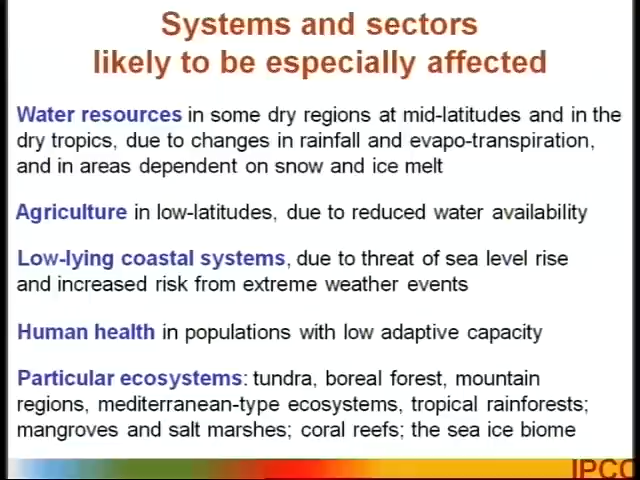 Systems and sectors
likely to be especially affected
Water resources in some dry regions at mid-latitudes and in the
dry tropics, due to changes in rainfall and evapo-transpiration,
and in areas dependent on snow and ice melt
Agriculture in low-latitudes, due to reduced water availability
Low-lying coastal systems, due to threat of sea level rise
and increased risk from extreme weather events
Human health in populations with low adaptive capacity
Particular ecosystems: tundra, boreal forest, mountain
regions, mediterranean-type ecosystems, tropical rainforests;
mangroves and salt marshes; coral reefs; the sea ice biome
IPCC